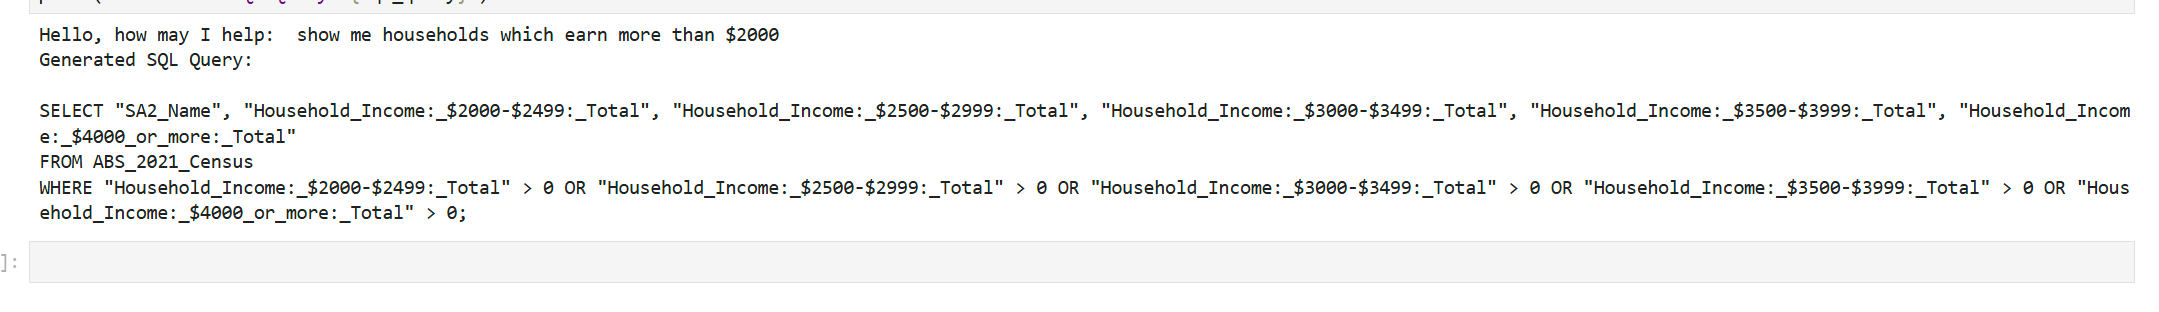 Hello, how may I help:  show me households which earn more than $2000
Generated SQL Query:
SELECT "SA2_Name", "Household_Income:_$2000-$2499:_Total", "Household_Income:_$2500-$2999:_Total", "Household_Income:_$3000-$3499:_Total", "Household_Income:_$3500-$3999:_Total", "Household_Incom
e:_$4000_or_more:_Total"
FROM ABS_2021_Census
WHERE "Household_Income:_$2000-$2499:_Total" > 0 OR "Household_Income:_$2500-$2999:_Total" > 0 OR "Household_Income:_$3000-$3499:_Total" > 0 OR "Household_Income:_$3500-$3999:_Total" > 0 OR "Hous
ehold_Income:_$4000_or_more:_Total" > 0;
]: